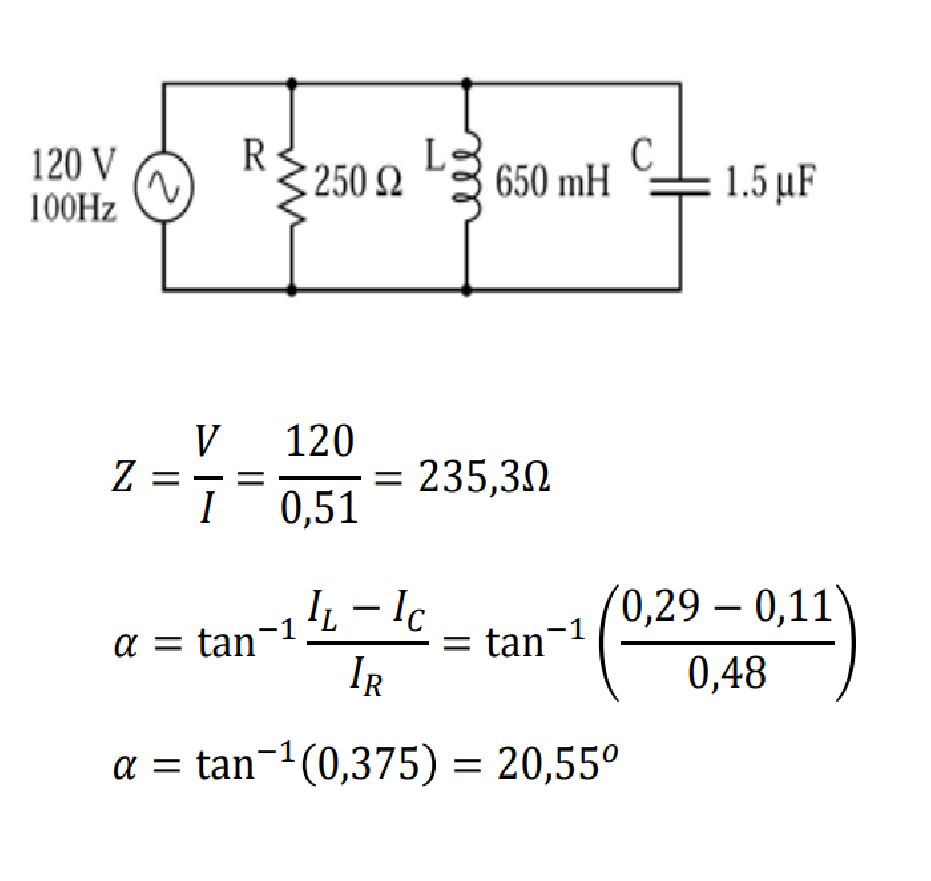 120 V
100Hz
R
250 Ω
L
650 mH
C
1.5 µF
Z = V/I = 120/0,51 = 235,3Ω
α = tan⁻¹ (I_L − I_C)/I_R = tan⁻¹ ((0,29 − 0,11)/0,48)
α = tan⁻¹(0,375) = 20,55º